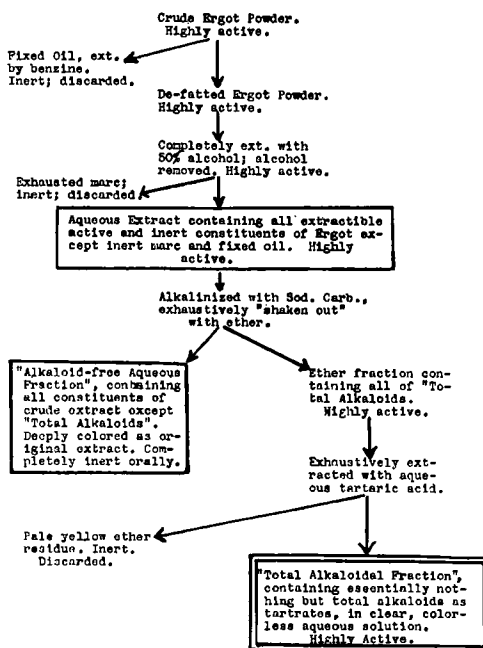 Crude Ergot Powder.
Highly active.
Fixed Oil, ext.
by benzine.
Inert; discarded.
De-fatted Ergot Powder.
Highly active.
Completely ext. with
50% alcohol; alcohol
removed. Highly active.
Exhausted marc;
inert; discarded
Aqueous Extract containing all extractible
active and inert constituents of Ergot ex-
cept inert marc and fixed oil. Highly
active.
Alkalinized with Sod. Carb.,
exhaustively "shaken out"
with ether.
"Alkaloid-free Aqueous
Fraction", containing
all constituents of
crude extract except
"Total Alkaloids".
Deeply colored as or-
iginal extract. Com-
pletely inert orally.
Ether fraction con-
taining all of "To-
tal Alkaloids.
Highly active.
Exhaustively ext-
racted with aque-
ous tartaric acid.
Pale yellow ether
residue. Inert.
Discarded.
"Total Alkaloidal Fraction",
containing essentially not-
hing but total alkaloids as
tartrates, in clear, color-
less aqueous solution.
Highly Active.